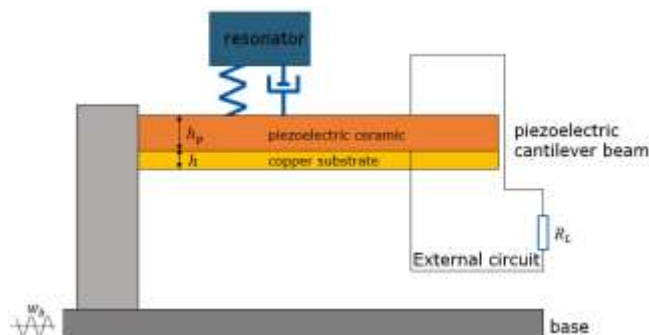 resonator
h_p
piezoelectric ceramic
h
copper substrate
piezoelectric
cantilever beam
R_L
External circuit
w_b
base